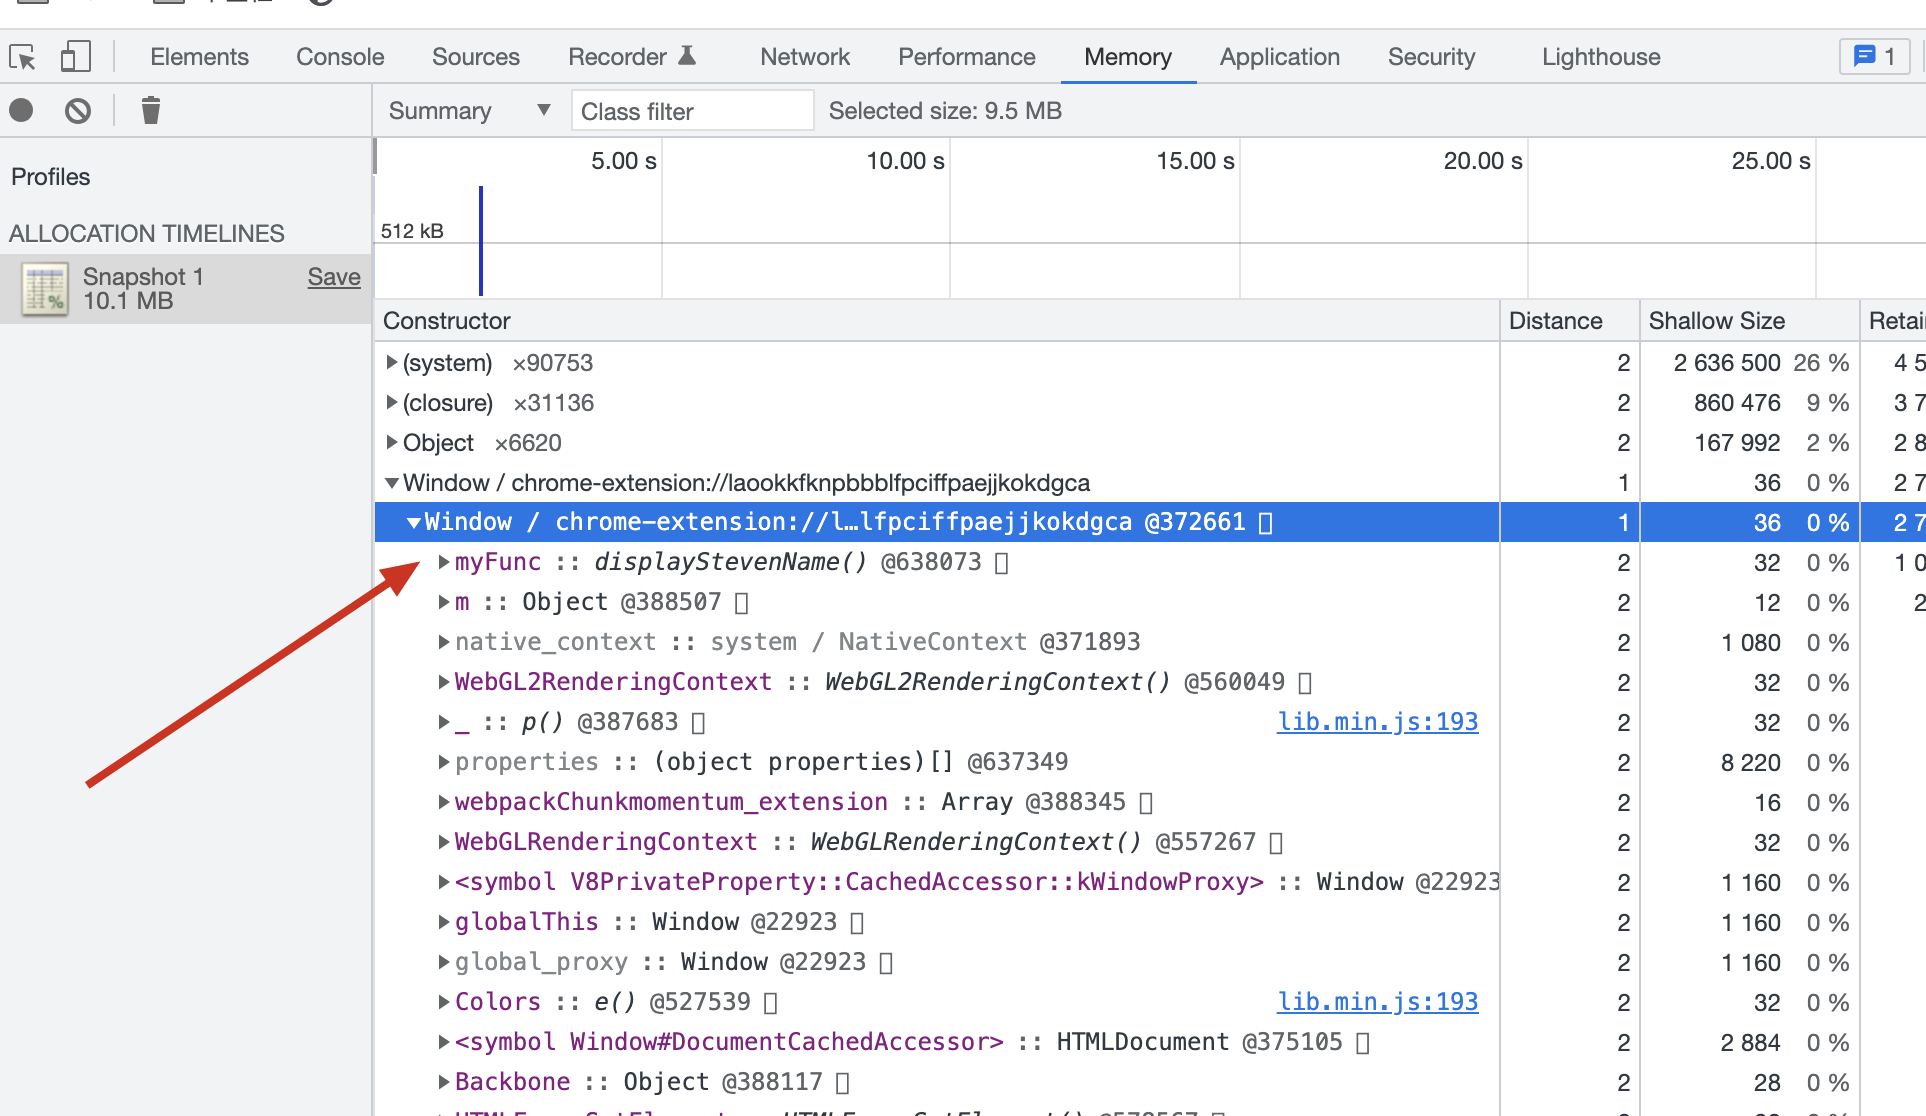 Elements Console Sources Recorder Network Performance Memory Application Security Lighthouse 1
Summary ▼ Class filter Selected size: 9.5 MB
5.00 s 10.00 s 15.00 s 20.00 s 25.00 s
512 kB
Profiles
ALLOCATION TIMELINES
Snapshot 1 Save
10.1 MB
Constructor Distance Shallow Size Retai
▶(system) ×90753 2 2 636 500 26 % 4 5
▶(closure) ×31136 2 860 476 9 % 3 7
▶Object ×6620 2 167 992 2 % 2 8
▼Window / chrome-extension://laookkfknpbbblfpciffpaejjkokdgca 1 36 0 % 2 7
▼Window / chrome-extension://l…lfpciffpaejjkokdgca @372661 1 36 0 % 2 7
▶myFunc :: displayStevenName() @638073 2 32 0 % 1 0
▶m :: Object @388507 2 12 0 % 2
▶native_context :: system / NativeContext @371893 2 1 080 0 %
▶WebGL2RenderingContext :: WebGL2RenderingContext() @560049 2 32 0 %
▶_ :: p() @387683 lib.min.js:193 2 32 0 %
▶properties :: (object properties)[] @637349 2 8 220 0 %
▶webpackChunkmomentum_extension :: Array @388345 2 16 0 %
▶WebGLRenderingContext :: WebGLRenderingContext() @557267 2 32 0 %
▶<symbol V8PrivateProperty::CachedAccessor::kWindowProxy> :: Window @22923 2 1 160 0 %
▶globalThis :: Window @22923 2 1 160 0 %
▶global_proxy :: Window @22923 2 1 160 0 %
▶Colors :: e() @527539 lib.min.js:193 2 32 0 %
▶<symbol Window#DocumentCachedAccessor> :: HTMLDocument @375105 2 2 884 0 %
▶Backbone :: Object @388117 2 28 0 %